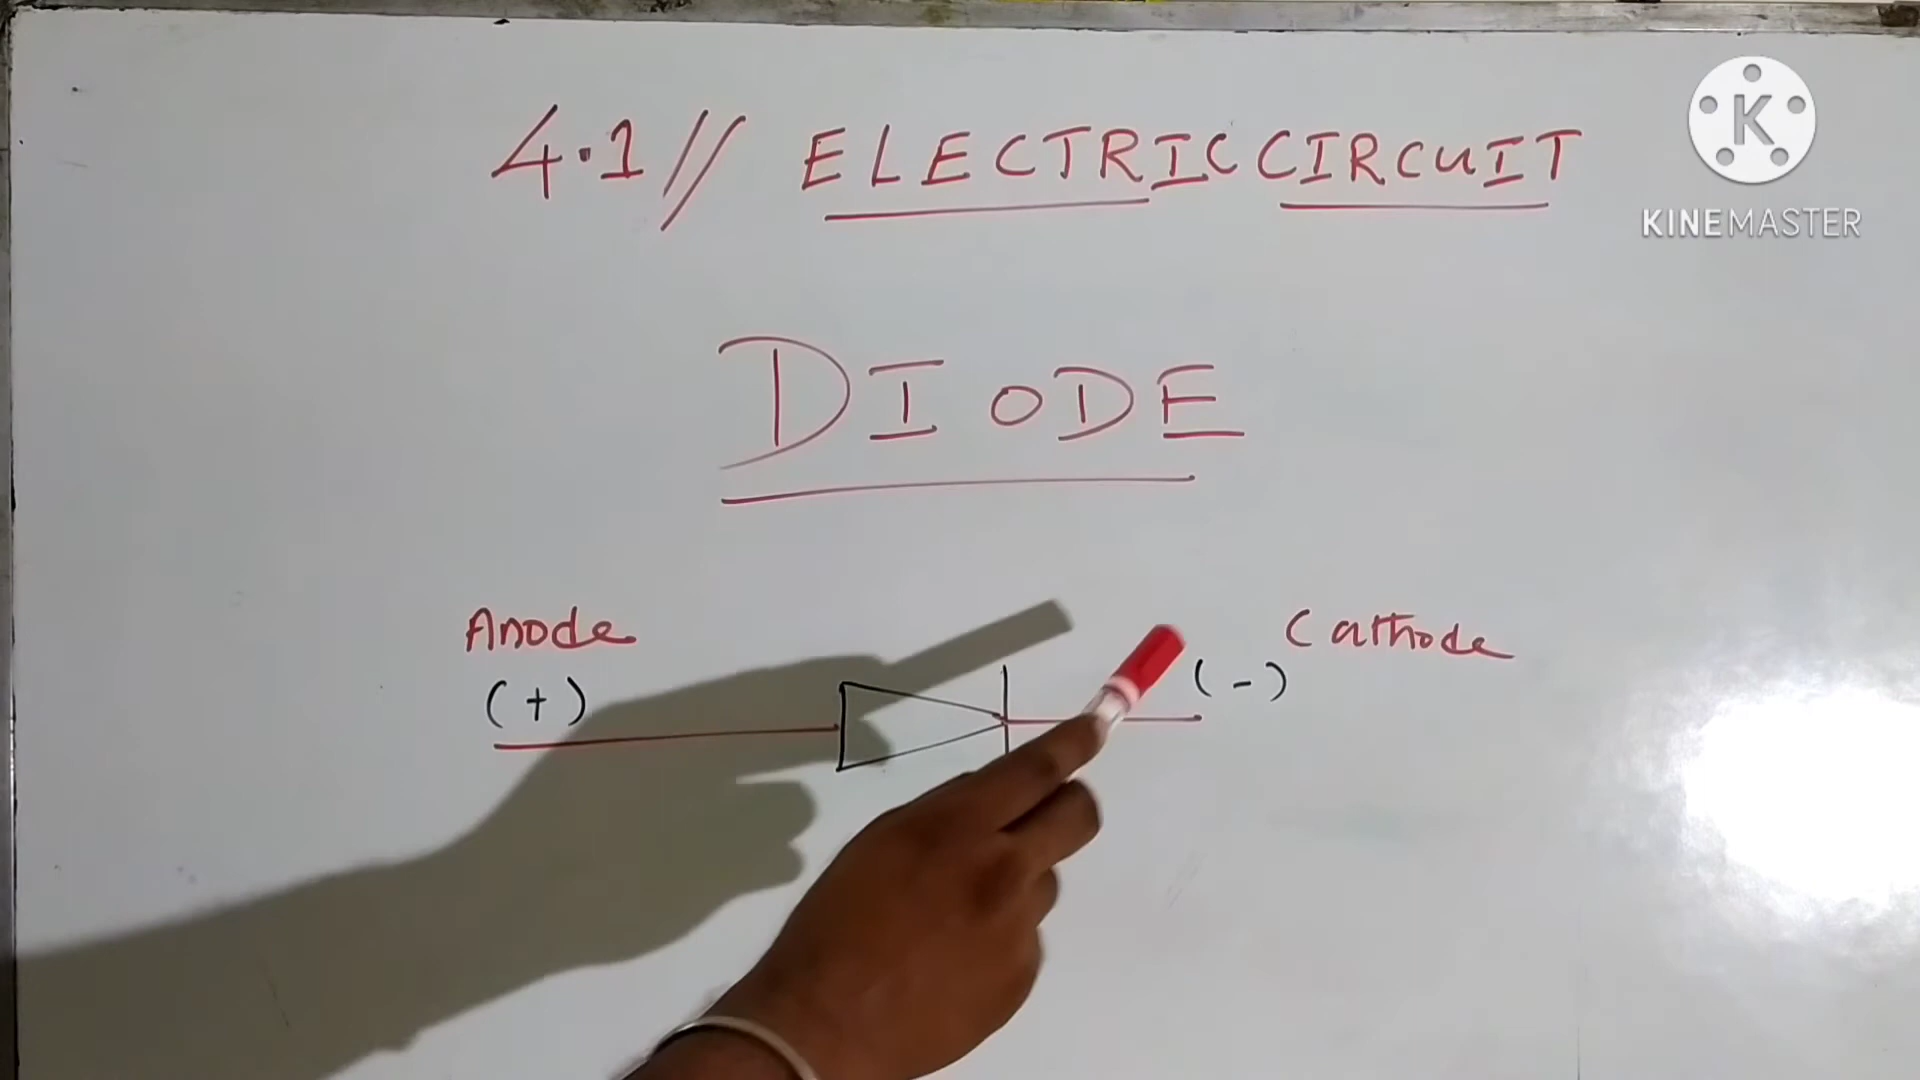 4.1// ELECTRIC CIRCUIT
K
KINEMASTER
DIODE
Anode
Cathode
(+)
(-)